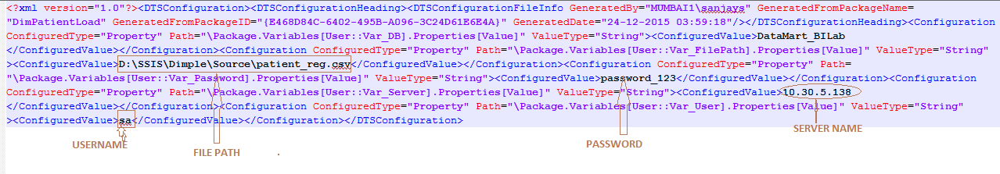 <?xml version="1.0"?><DTSConfiguration><DTSConfigurationHeading><DTSConfigurationFileInfo GeneratedBy="MUMBAI1\sanjays" GeneratedFromPackageName=
"DimPatientLoad" GeneratedFromPackageID="{E468D84C-6402-495B-A096-3C24D61E6E4A}" GeneratedDate="24-12-2015 03:59:18"/></DTSConfigurationHeading><Configuration
ConfiguredType="Property" Path="\Package.Variables[User::Var_DB].Properties[Value]" ValueType="String"><ConfiguredValue>DataMart_BILab
</ConfiguredValue></Configuration><Configuration ConfiguredType="Property" Path="\Package.Variables[User::Var_FilePath].Properties[Value]" ValueType="String"
><ConfiguredValue>D:\SSIS\Dimple\Source\patient_reg.csv</ConfiguredValue></Configuration><Configuration ConfiguredType="Property" Path=
"\Package.Variables[User::Var_Password].Properties[Value]" ValueType="String"><ConfiguredValue>password_123</ConfiguredValue></Configuration><Configuration
ConfiguredType="Property" Path="\Package.Variables[User::Var_Server].Properties[Value]" ValueType="String"><ConfiguredValue>10.30.5.138
</ConfiguredValue></Configuration><Configuration ConfiguredType="Property" Path="\Package.Variables[User::Var_User].Properties[Value]" ValueType="String"
><ConfiguredValue>sa</ConfiguredValue></Configuration></DTSConfiguration>
SERVER NAME
USERNAME
PASSWORD
FILE PATH